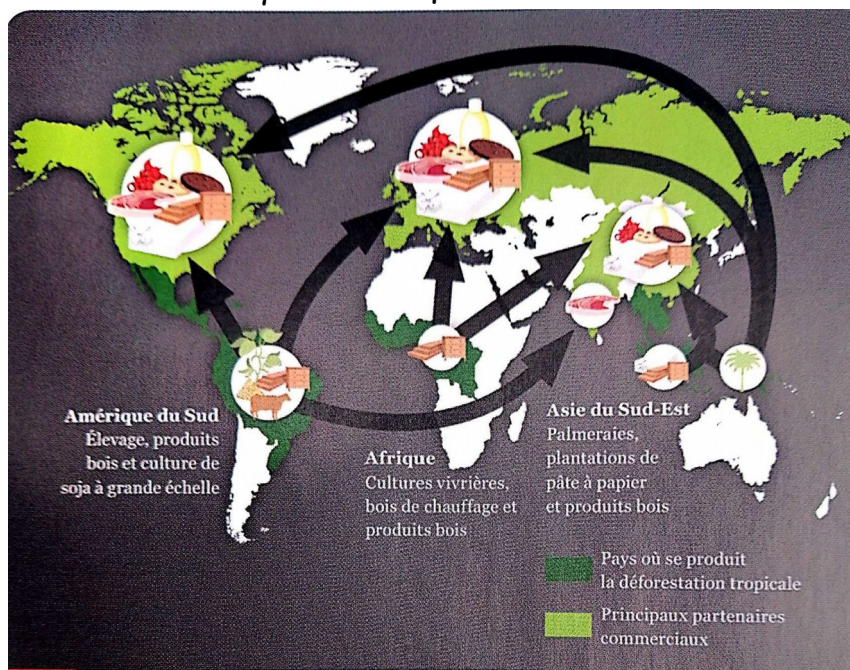 Amérique du Sud
Élevage, produits
bois et culture de
soja à grande échelle
Afrique
Cultures vivrières,
bois de chauffage et
produits bois
Asie du Sud-Est
Palmeraies,
plantations de
pâte à papier
et produits bois
Pays où se produit
la déforestation tropicale
Principaux partenaires
commerciaux